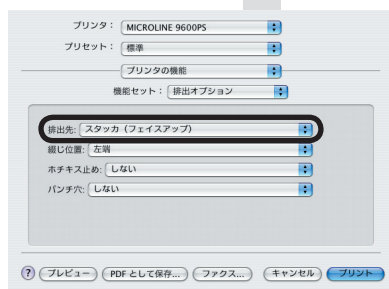 プリンタ： MICROLINE 9600PS
プリセット： 標準
プリンタの機能
機能セット： 排出オプション
排出先: スタッカ（フェイスアップ）
綴じ位置: 左端
ホチキス止め: しない
パンチ穴: しない
? プレビュー PDF として保存... ファクス... キャンセル プリント